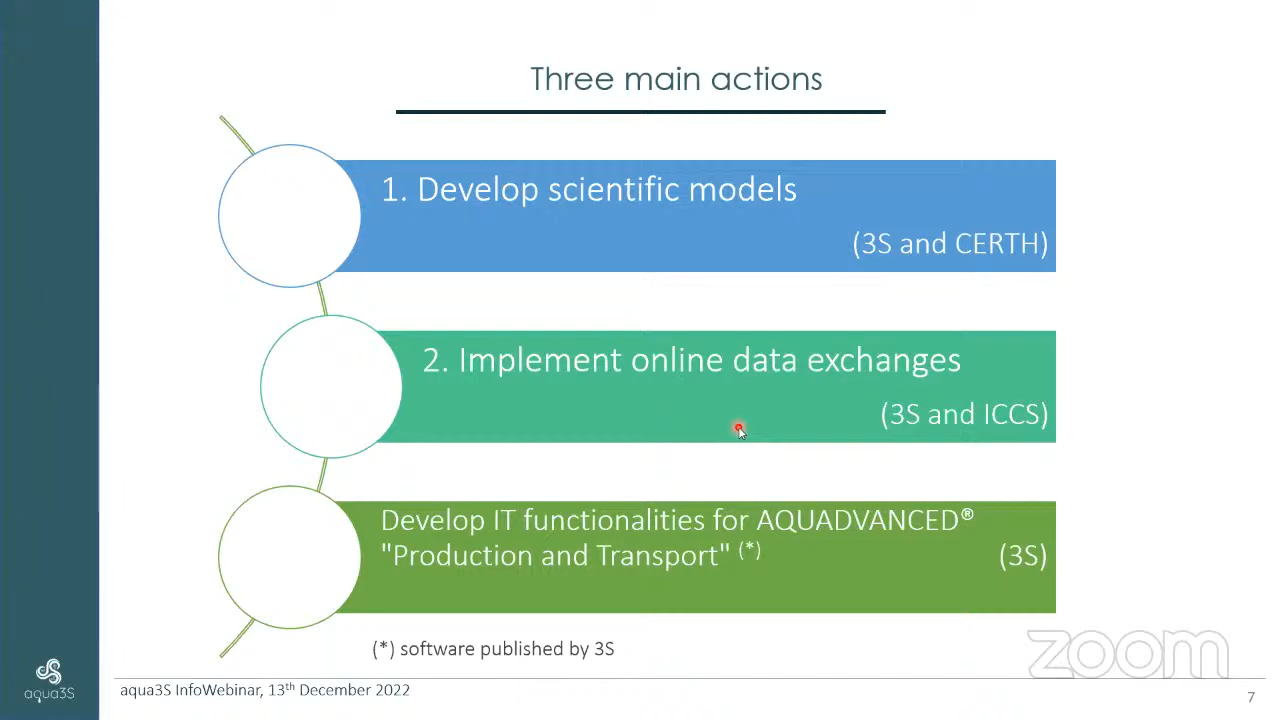 Three main actions
1. Develop scientific models
(3S and CERTH)
2. Implement online data exchanges
(3S and ICCS)
Develop IT functionalities for AQUADVANCED®
"Production and Transport" (*) (3S)
(*) software published by 3S
zoom
aqua3S
aqua3S InfoWebinar, 13th December 2022
7